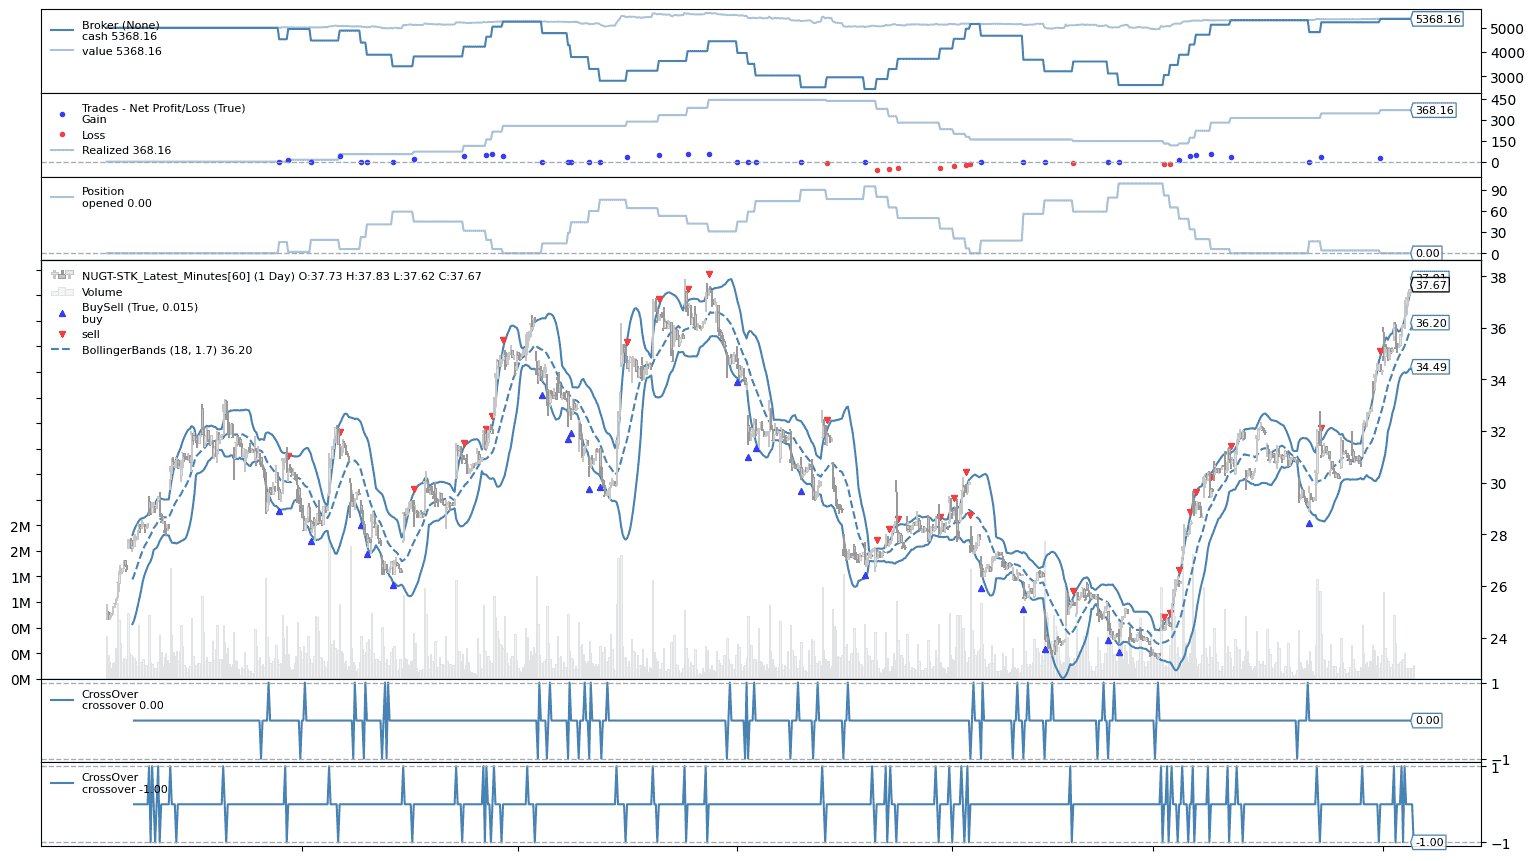 Broker (None)
cash 5368.16
value 5368.16
5368.16
5000
4000
3000
Trades - Net Profit/Loss (True)
Gain
Loss
Realized 368.16
450
368.16
300
150
0
Position
opened 0.00
90
60
30
0
0.00
NUGT-STK_Latest_Minutes[60] (1 Day) O:37.73 H:37.83 L:37.62 C:37.67
Volume
BuySell (True, 0.015)
buy
sell
BollingerBands (18, 1.7) 36.20
38
37.67
36.20
36
34.49
34
32
30
28
26
24
2M
2M
1M
1M
0M
0M
0M
CrossOver
crossover 0.00
1
0.00
−1
CrossOver
crossover -1.00
1
-1.00
−1